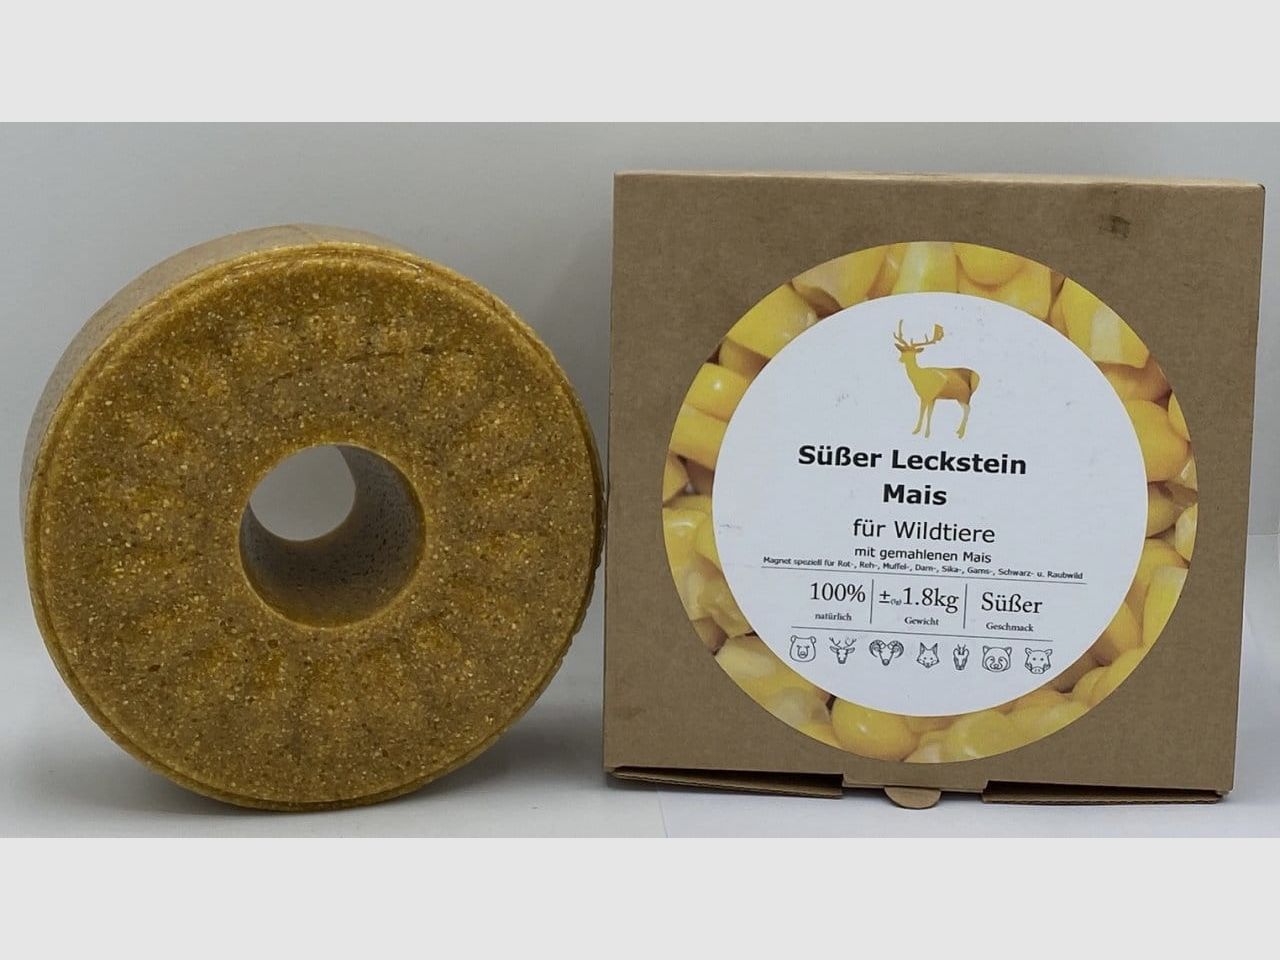 Süßer Leckstein
Mais
für Wildtiere
mit gemahlenen Mais
Magnet speziell für Rot-, Reh-, Muffel-, Dam-, Sika-, Gams-, Schwarz- u. Raubwild
100% ± 1.8kg Süßer
natürlich Gewicht Geschmack